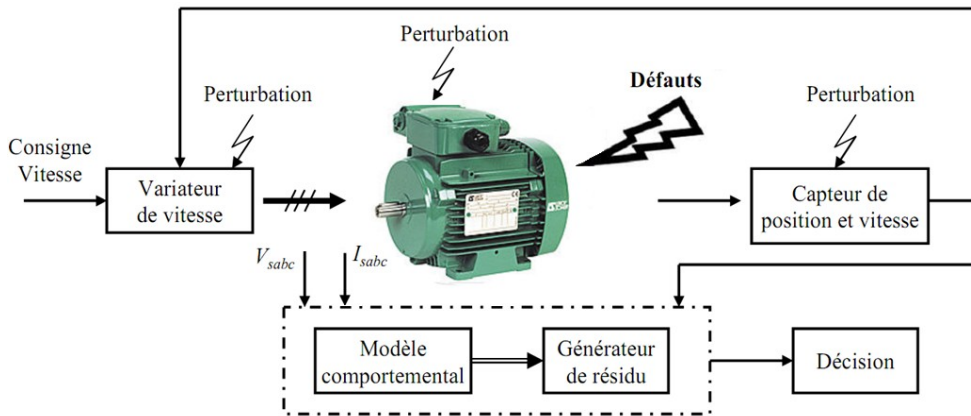 Perturbation
Défauts
Perturbation
Perturbation
Consigne
Vitesse
Variateur
de vitesse
Capteur de
position et vitesse
Vsabc
Isabc
Modèle
comportemental
Générateur
de résidu
Décision